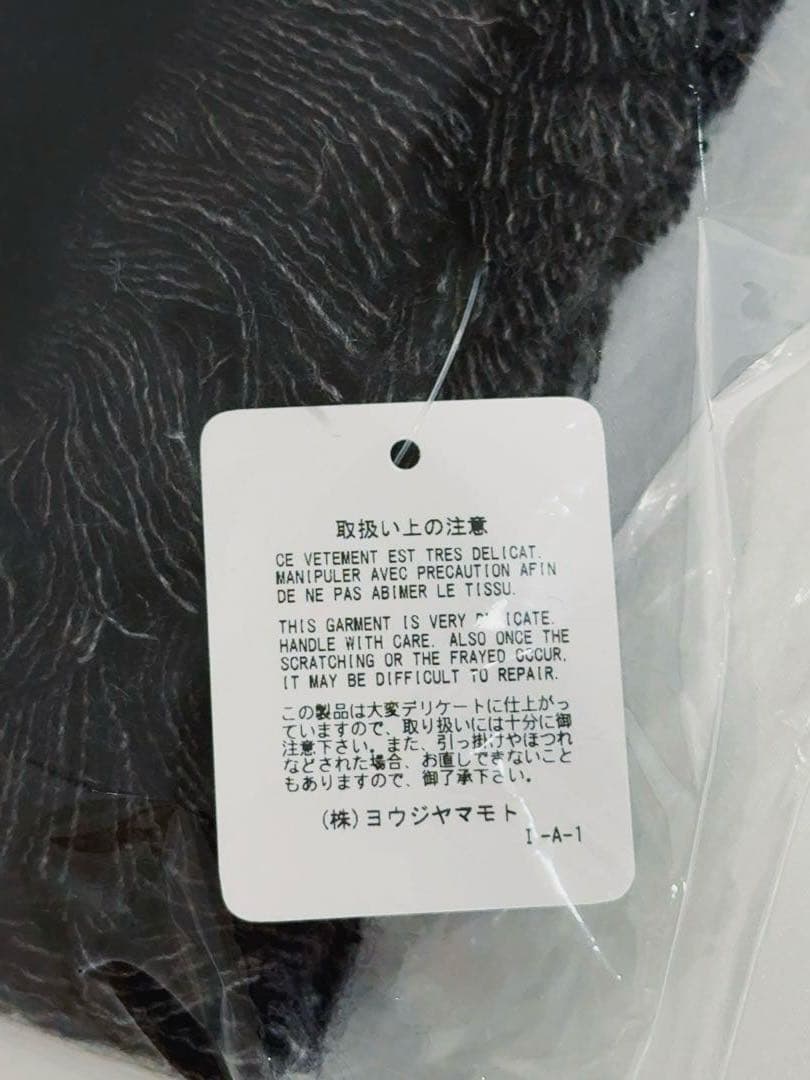 取扱い上の注意
CE VETEMENT EST TRES DELICAT.
MANIPULER AVEC PRECAUTION AFIN
DE NE PAS ABIMER LE TISSU.
THIS GARMENT IS VERY
HANDLE WITH CARE. ALSO ONCE THE
SCRATCHING OR THE FRAYED OCCUR,
IT MAY BE DIFFICULT TO REPAIR.
この製品は大変デリケートに仕上がっ
ていますので、取り扱いには十分に御
注意下さい。また、引っ掛けやほつれ
などされた場合、お直しできないこと
もありますので、御了承下さい。
(株)ヨウジヤマモト
I-A-1